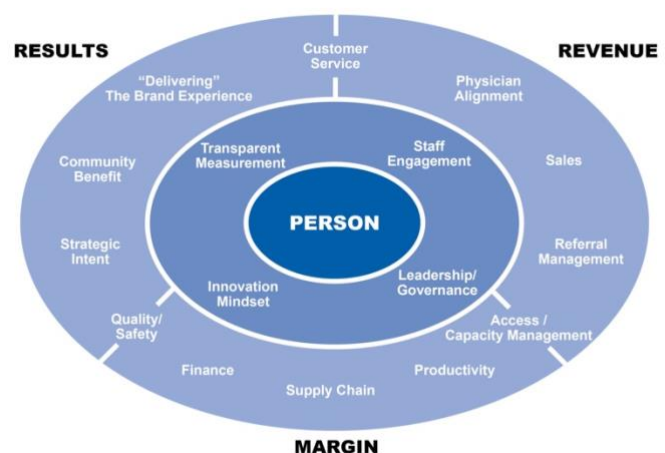 RESULTS
REVENUE
Customer
Service
“Delivering”
The Brand Experience
Physician
Alignment
Transparent
Measurement
Staff
Engagement
Community
Benefit
Sales
PERSON
Strategic
Intent
Referral
Management
Innovation
Mindset
Leadership/
Governance
Quality/
Safety
Access /
Capacity Management
Finance
Supply Chain
Productivity
MARGIN